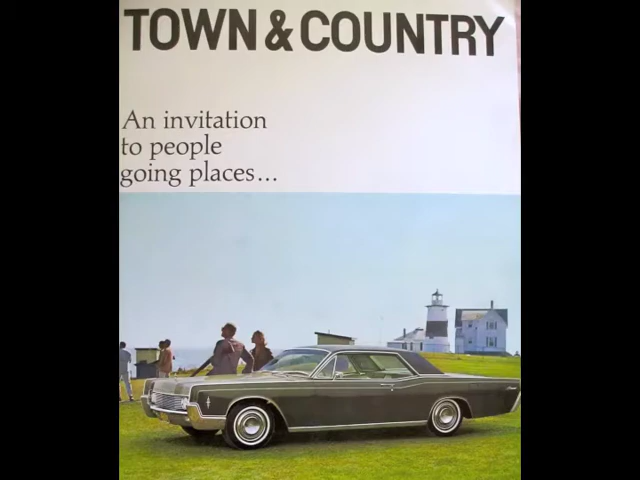 TOWN & COUNTRY
An invitation
to people
going places...